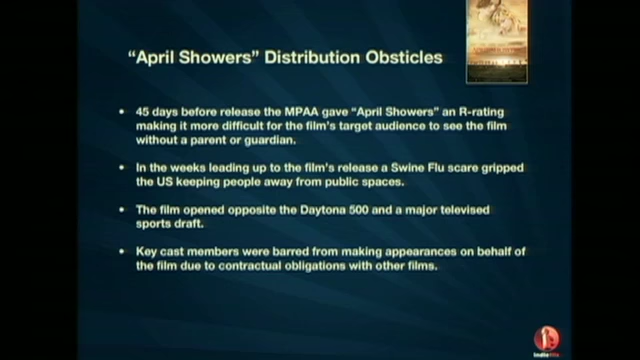 “April Showers” Distribution Obsticles
• 45 days before release the MPAA gave “April Showers” an R-rating
making it more difficult for the film's target audience to see the film
without a parent or guardian.
• In the weeks leading up to the film's release a Swine Flu scare gripped
the US keeping people away from public spaces.
• The film opened opposite the Daytona 500 and a major televised
sports draft.
• Key cast members were barred from making appearances on behalf of
the film due to contractual obligations with other films.